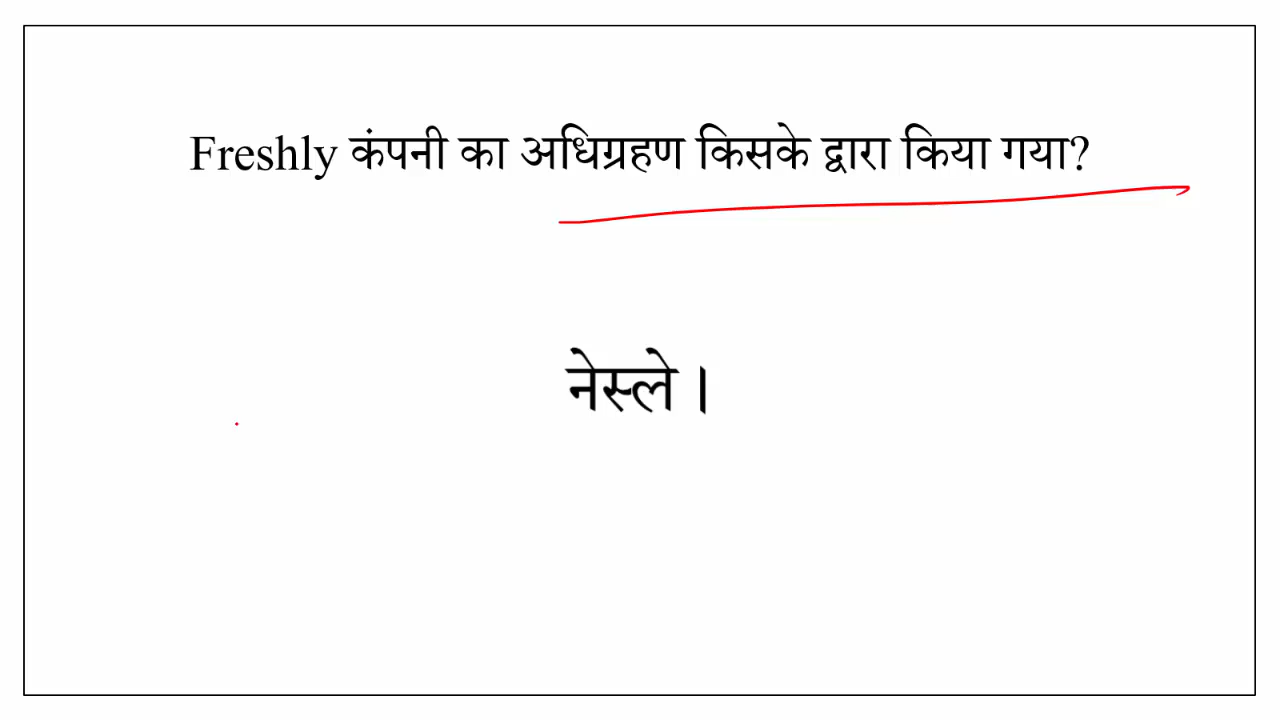 Freshly कंपनी का अधिग्रहण किसके द्वारा किया गया?
नेस्ले ।